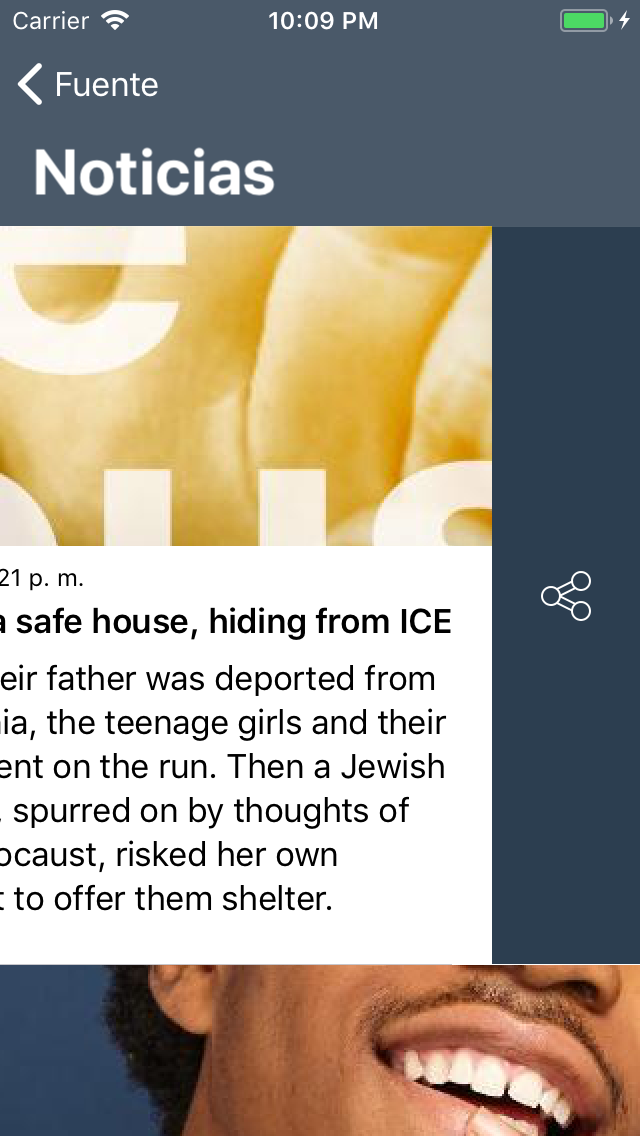 Carrier 10:09 PM
Fuente
Noticias
e
us
21 p. m.
a safe house, hiding from ICE
eir father was deported from
ia, the teenage girls and their
ent on the run. Then a Jewish
, spurred on by thoughts of
ocaust, risked her own
t to offer them shelter.